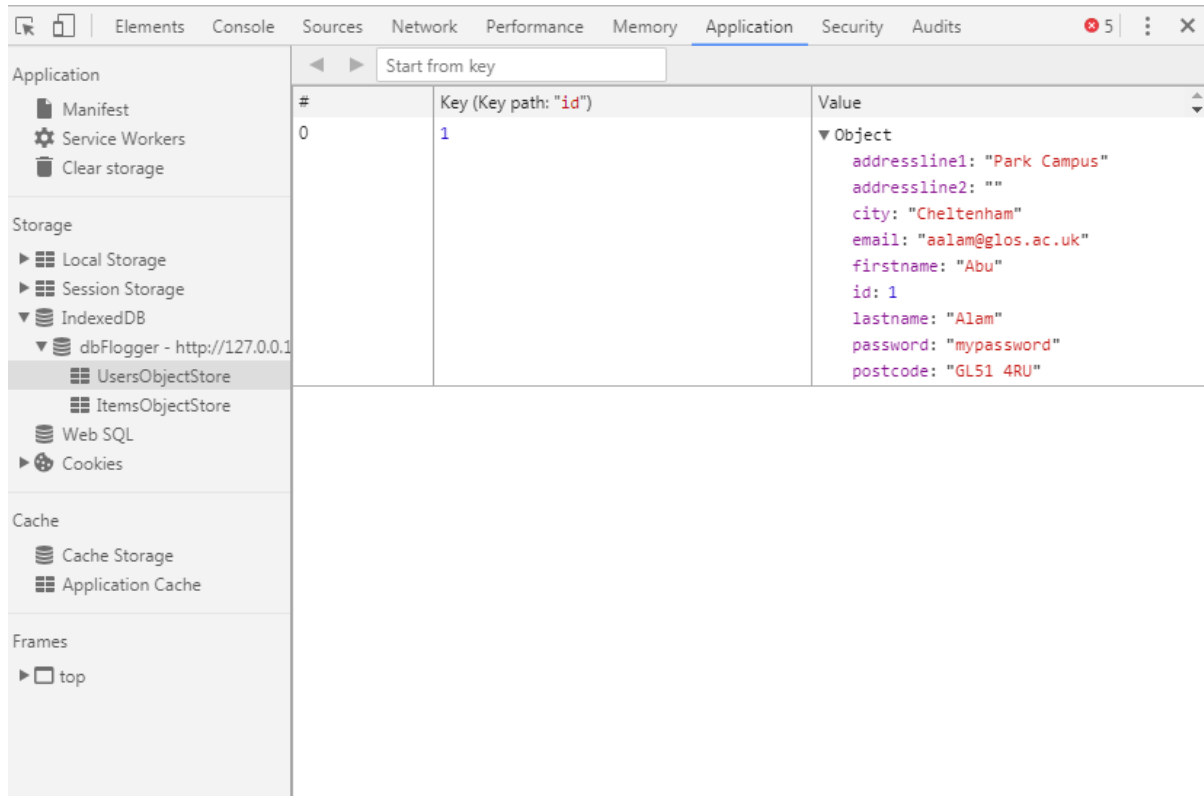 Elements Console Sources Network Performance Memory Application Security Audits 5
Application
Manifest
Service Workers
Clear storage
Storage
Local Storage
Session Storage
IndexedDB
dbFlogger - http://127.0.0.1
UsersObjectStore
ItemsObjectStore
Web SQL
Cookies
Cache
Cache Storage
Application Cache
Frames
top
Start from key
# Key (Key path: "id") Value
0 1 Object
addressline1: "Park Campus"
addressline2: ""
city: "Cheltenham"
email: "aalam@glos.ac.uk"
firstname: "Abu"
id: 1
lastname: "Alam"
password: "mypassword"
postcode: "GL51 4RU"